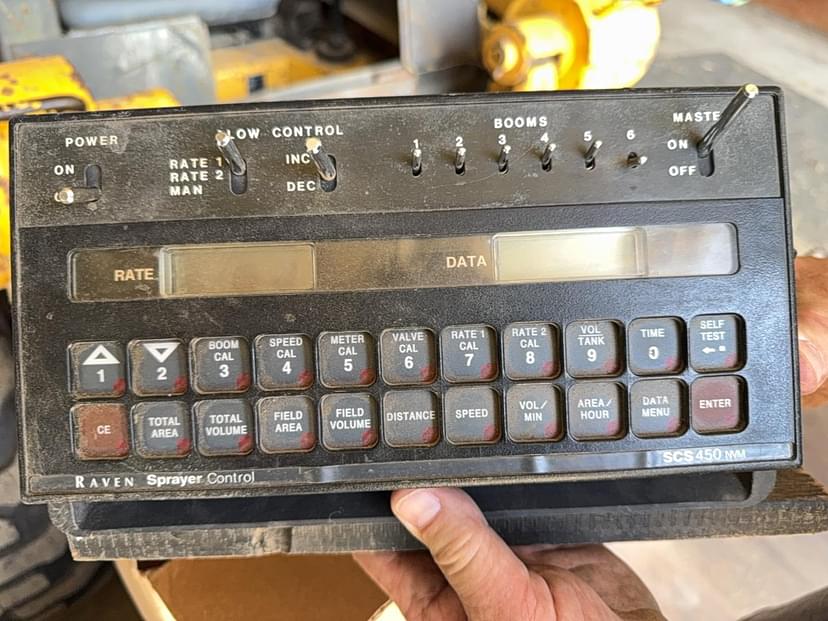 POWER
ON
LOW CONTROL
RATE 1
RATE 2
MAN
INC
DEC
BOOMS
1 2 3 4 5 6
MASTE
ON
OFF
RATE
DATA
1
2
BOOM CAL 3
SPEED CAL 4
METER CAL 5
VALVE CAL 6
RATE 1 CAL 7
RATE 2 CAL 8
VOL TANK 9
TIME 0
SELF TEST
CE
TOTAL AREA
TOTAL VOLUME
FIELD AREA
FIELD VOLUME
DISTANCE
SPEED
VOL/ MIN
AREA/ HOUR
DATA MENU
ENTER
RAVEN Sprayer Control
SCS 450 NVM